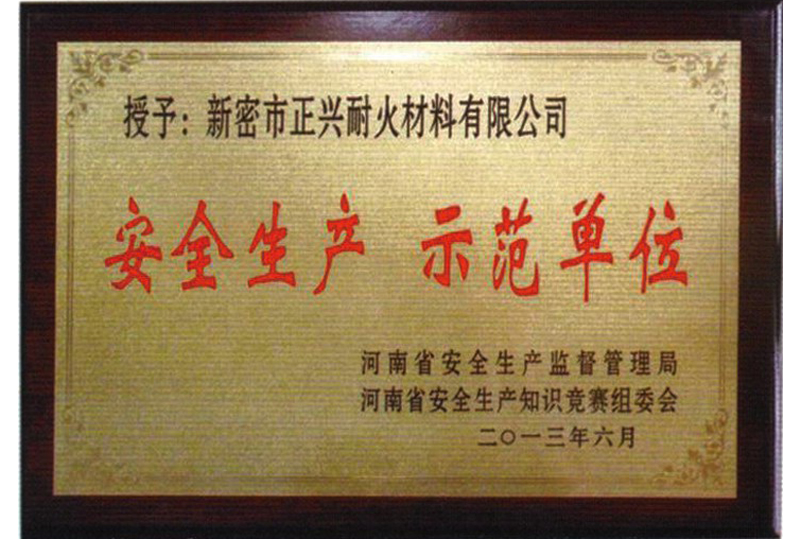 授予：新密市正兴耐火材料有限公司
安全生产 示范单位
河南省安全生产监督管理局
河南省安全生产知识竞赛组委会
二〇一三年六月